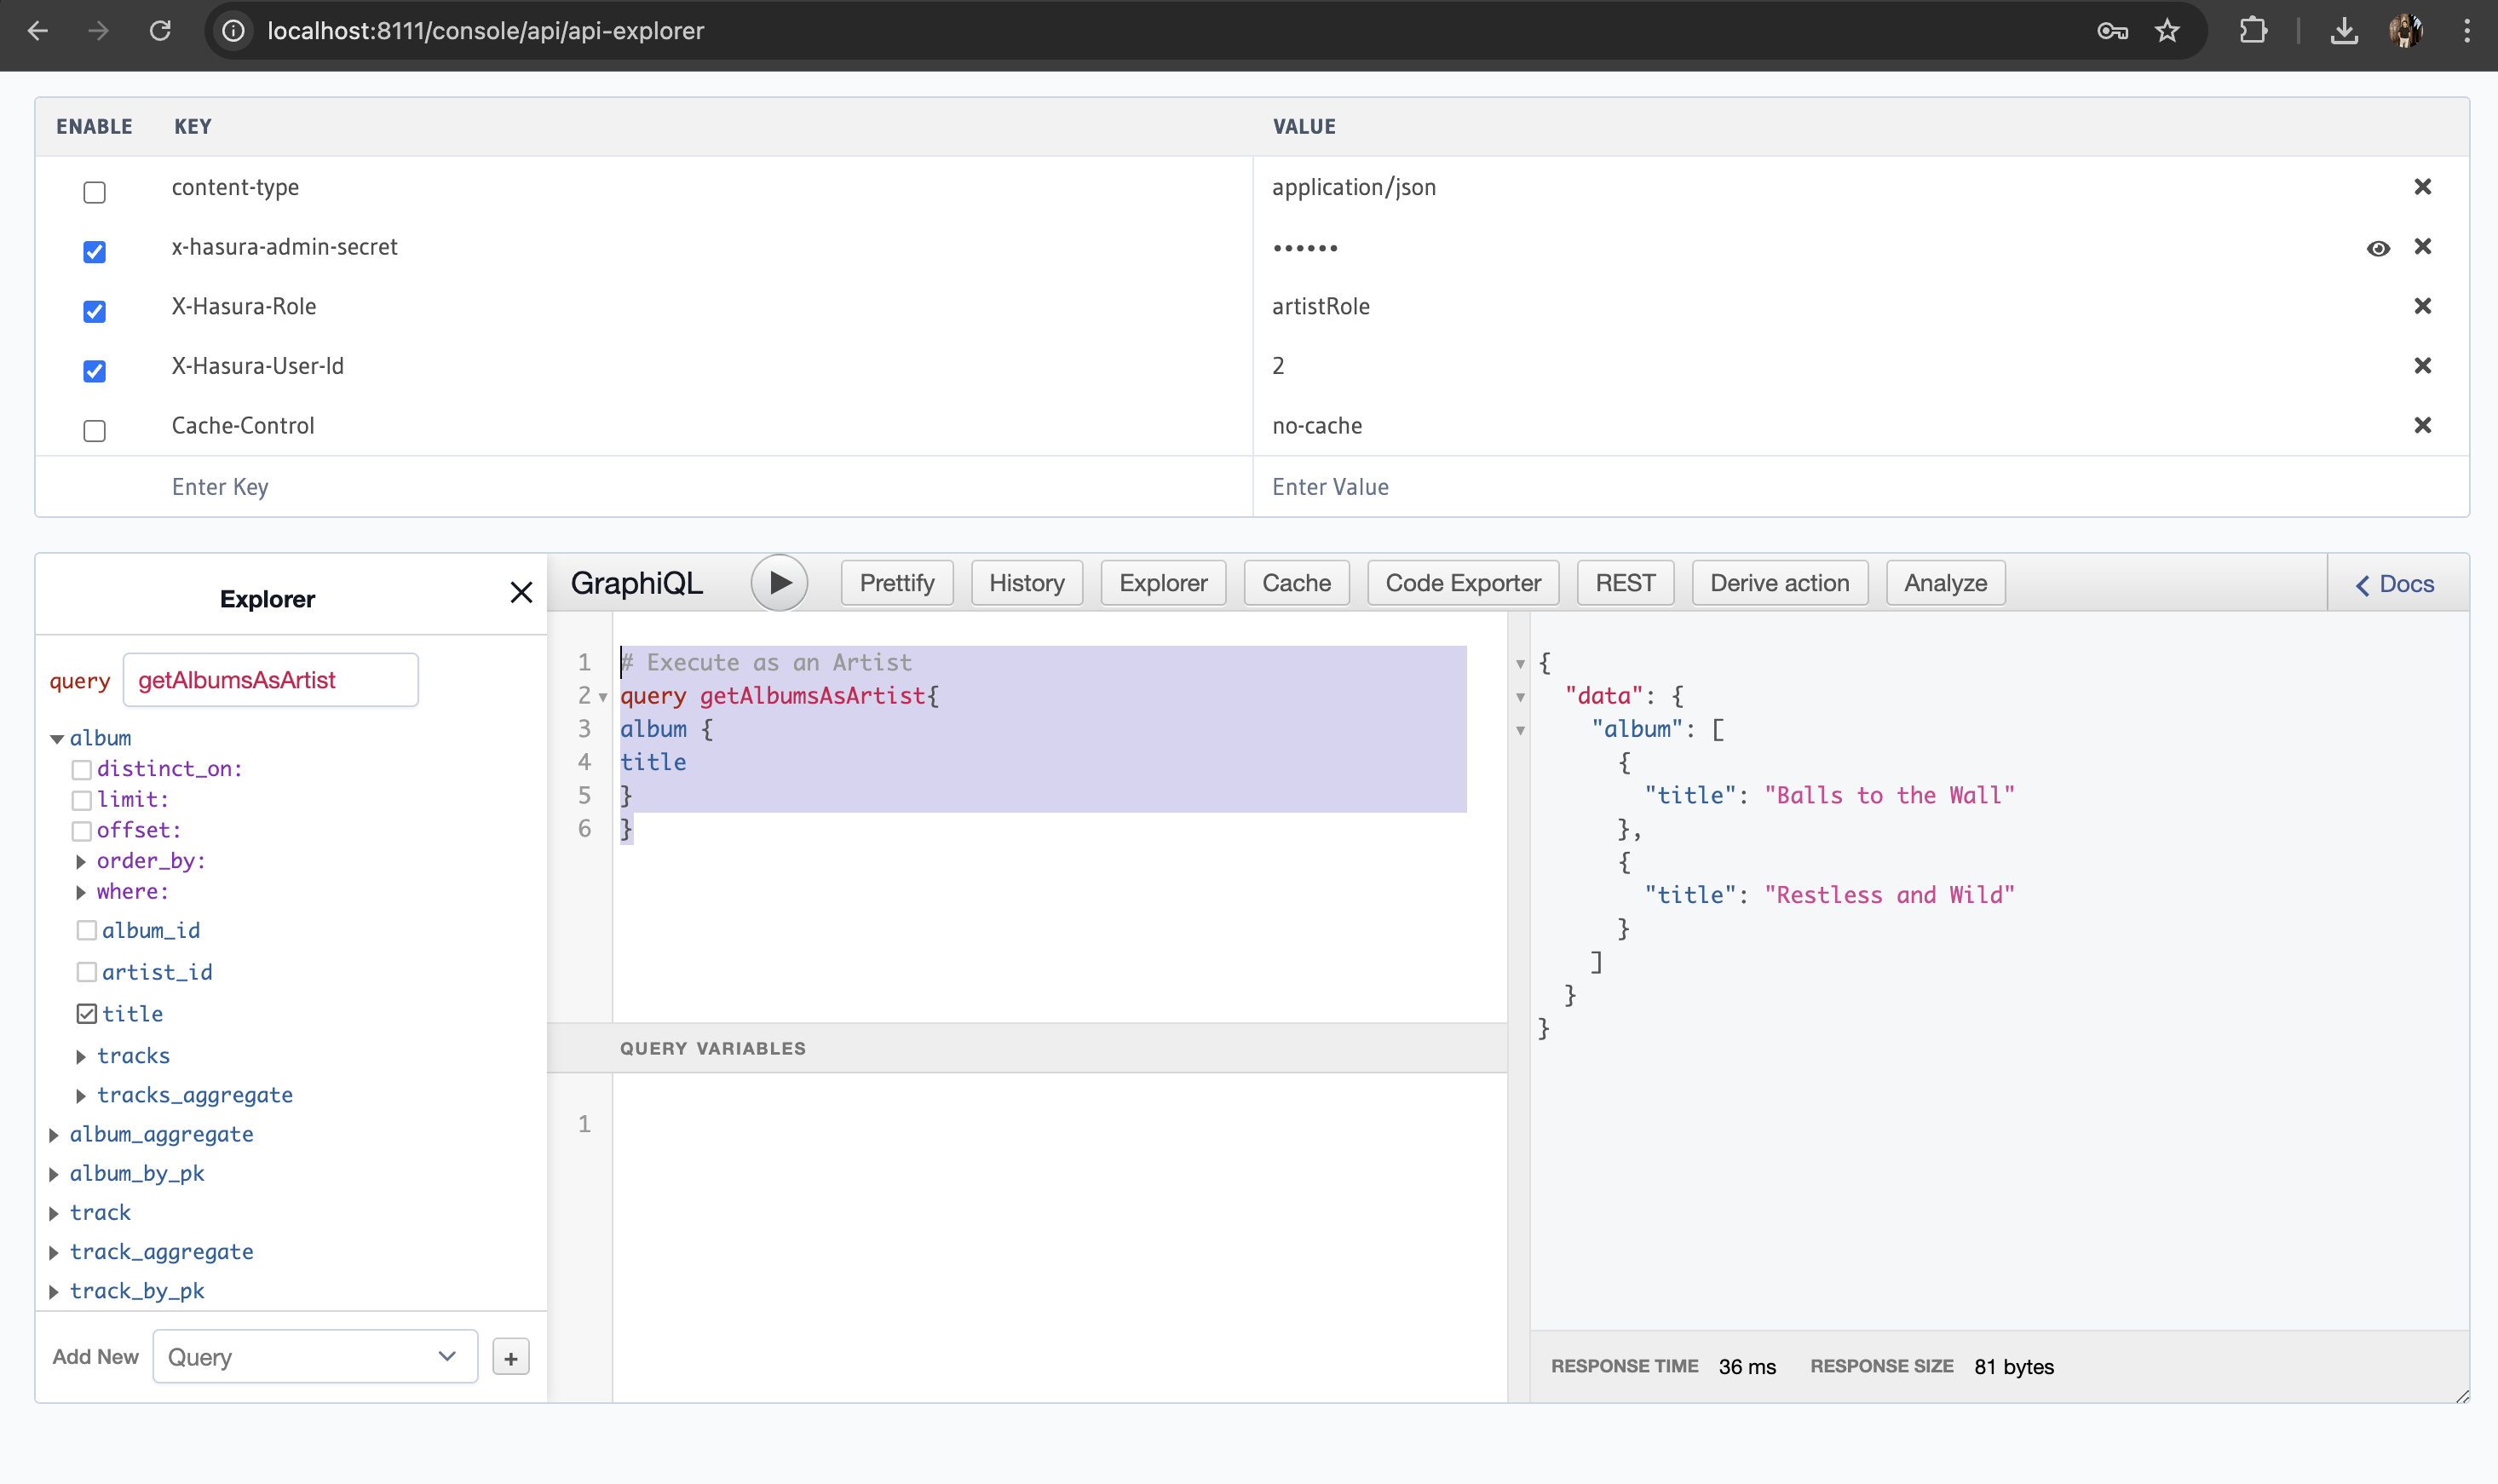 localhost:8111/console/api/api-explorer
ENABLE KEY VALUE
content-type application/json
x-hasura-admin-secret ••••••
X-Hasura-Role artistRole
X-Hasura-User-Id 2
Cache-Control no-cache
Enter Key Enter Value
Explorer
query getAlbumsAsArtist
album
distinct_on:
limit:
offset:
order_by:
where:
album_id
artist_id
title
tracks
tracks_aggregate
album_aggregate
album_by_pk
track
track_aggregate
track_by_pk
Add New Query +
GraphiQL Prettify History Explorer Cache Code Exporter REST Derive action Analyze Docs
1 # Execute as an Artist
2 query getAlbumsAsArtist{
3 album {
4 title
5 }
6 }
QUERY VARIABLES
1
{
"data": {
"album": [
{
"title": "Balls to the Wall"
},
{
"title": "Restless and Wild"
}
]
}
}
RESPONSE TIME 36 ms RESPONSE SIZE 81 bytes